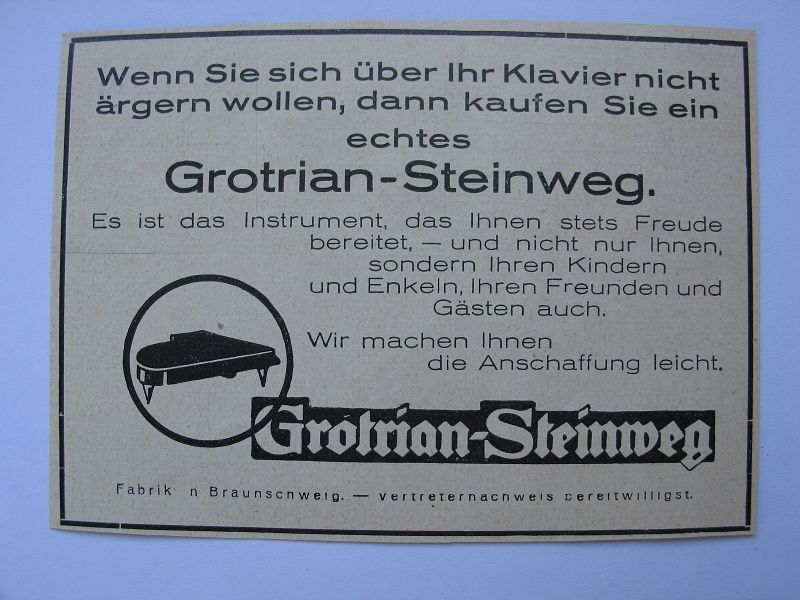 Wenn Sie sich über Ihr Klavier nicht
ärgern wollen, dann kaufen Sie ein
echtes
Grotrian-Steinweg.
Es ist das Instrument, das Ihnen stets Freude
bereitet, — und nicht nur Ihnen,
sondern Ihren Kindern
und Enkeln, Ihren Freunden und
Gästen auch.
Wir machen Ihnen
die Anschaffung leicht.
Grotrian-Steinweg
Fabrik n Braunschweig. — Vertreternachweis bereitwilligst.